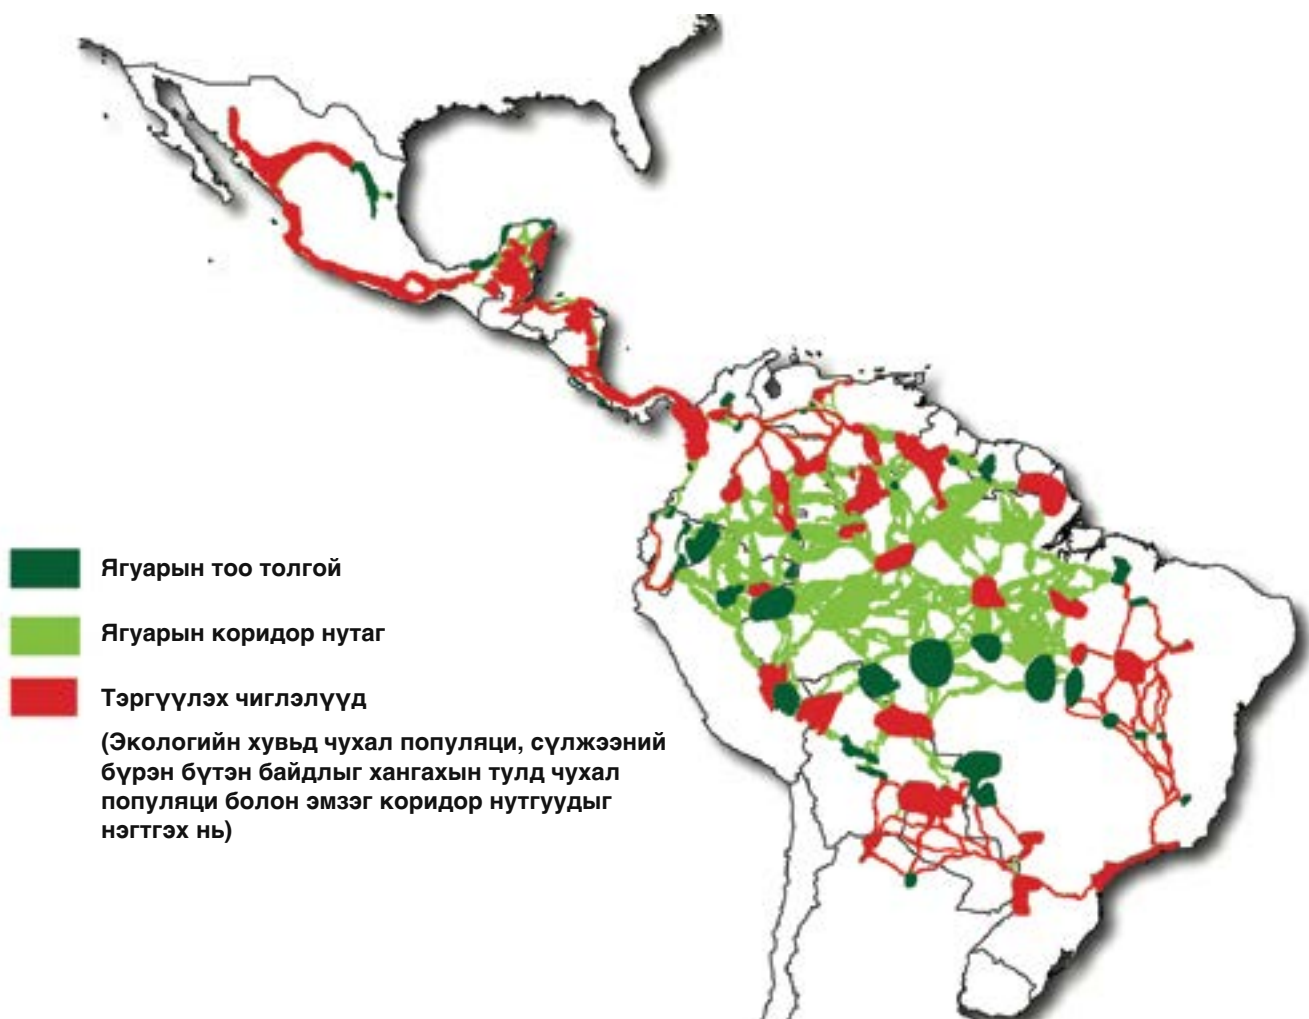 Ягуарын тоо толгой
Ягуарын коридор нутаг
Тэргүүлэх чиглэлүүд
(Экологийн хувьд чухал популяци, сүлжээний
бүрэн бүтэн байдлыг хангахын тулд чухал
популяци болон эмзэг коридор нутгуудыг
нэгтгэх нь)